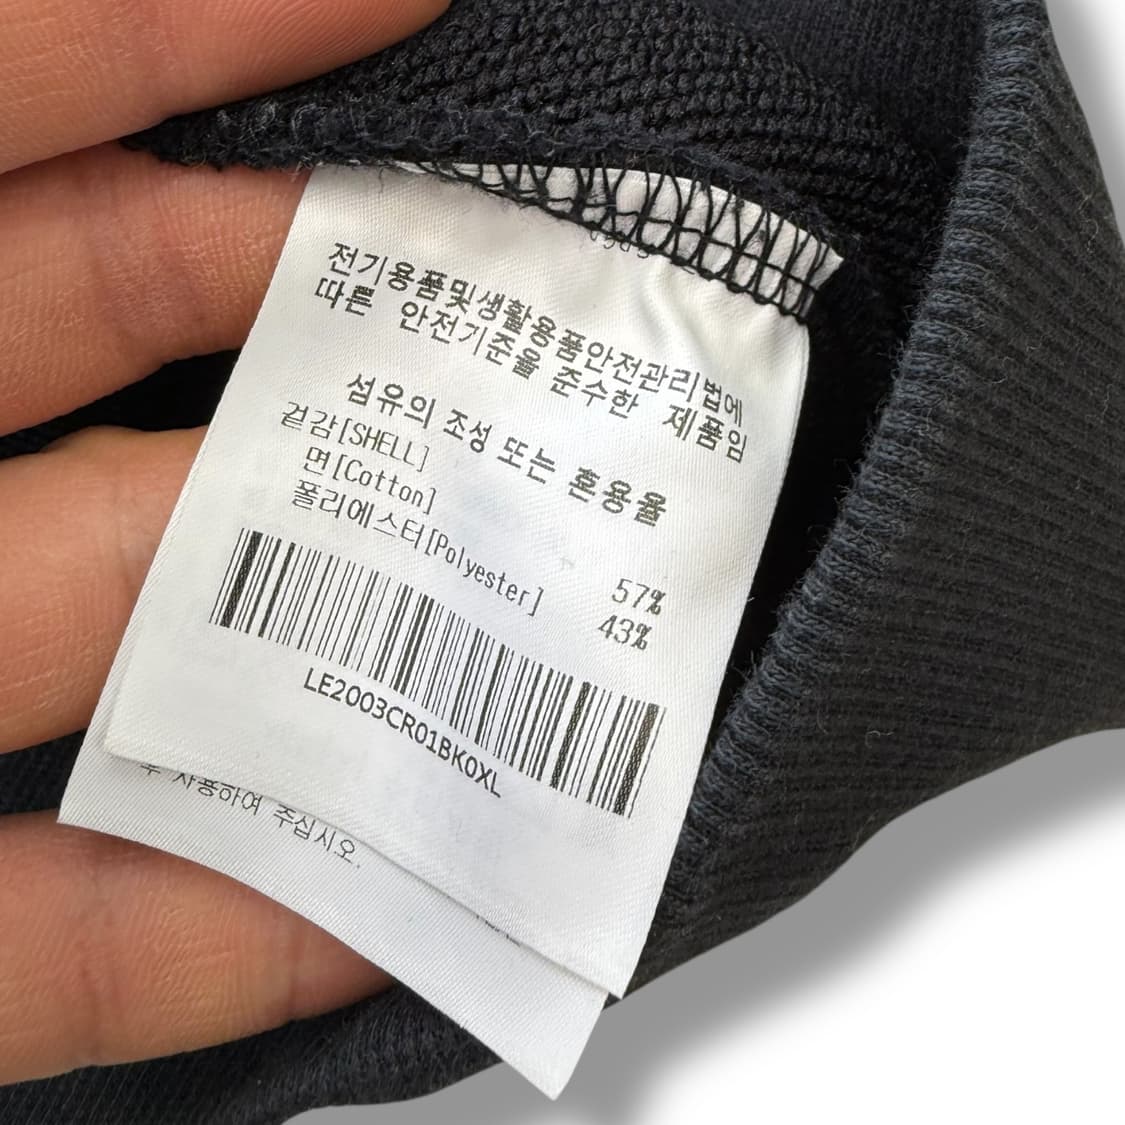 전기용품및생활용품안전관리법에
따른 안전기준을 준수한 제품임
섬유의 조성 또는 혼용율
겉감[SHELL]
면[Cotton] 57%
폴리에스터[Polyester] 43%
LE2003CR01BK0XL
사용하여 주십시오.